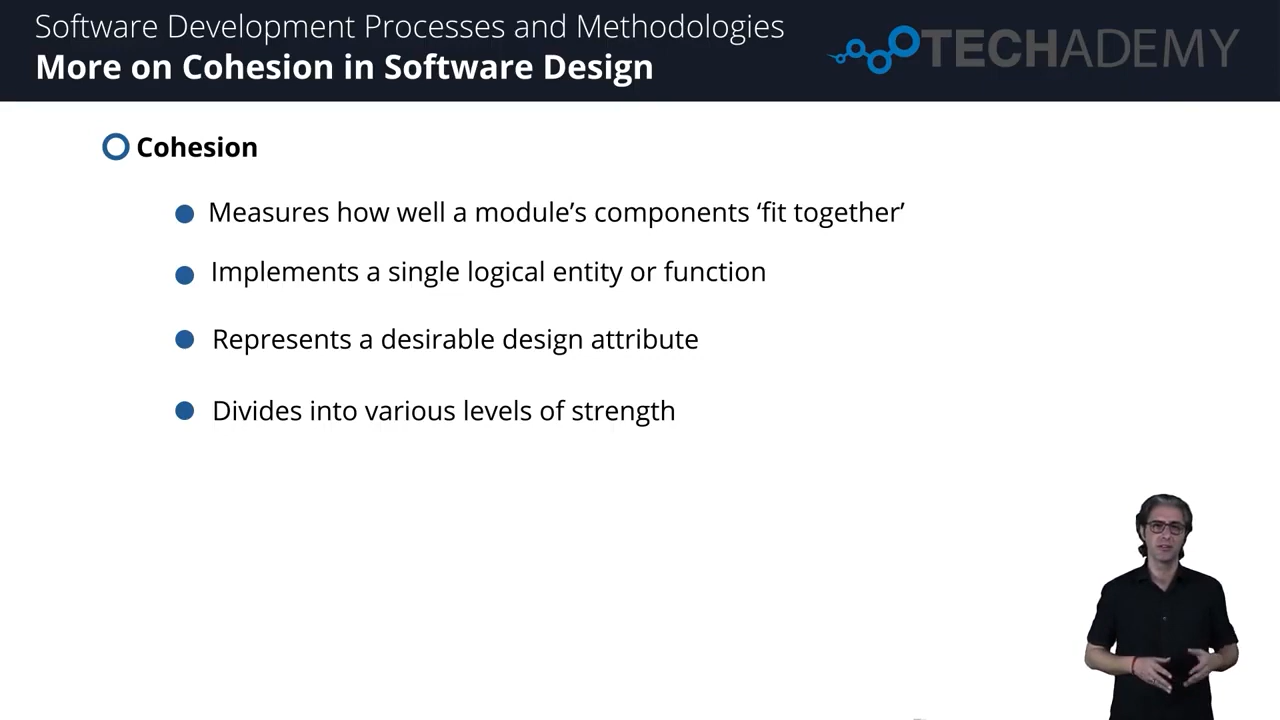 Software Development Processes and Methodologies
More on Cohesion in Software Design
TECHADEMY
Cohesion
Measures how well a module’s components ‘fit together’
Implements a single logical entity or function
Represents a desirable design attribute
Divides into various levels of strength